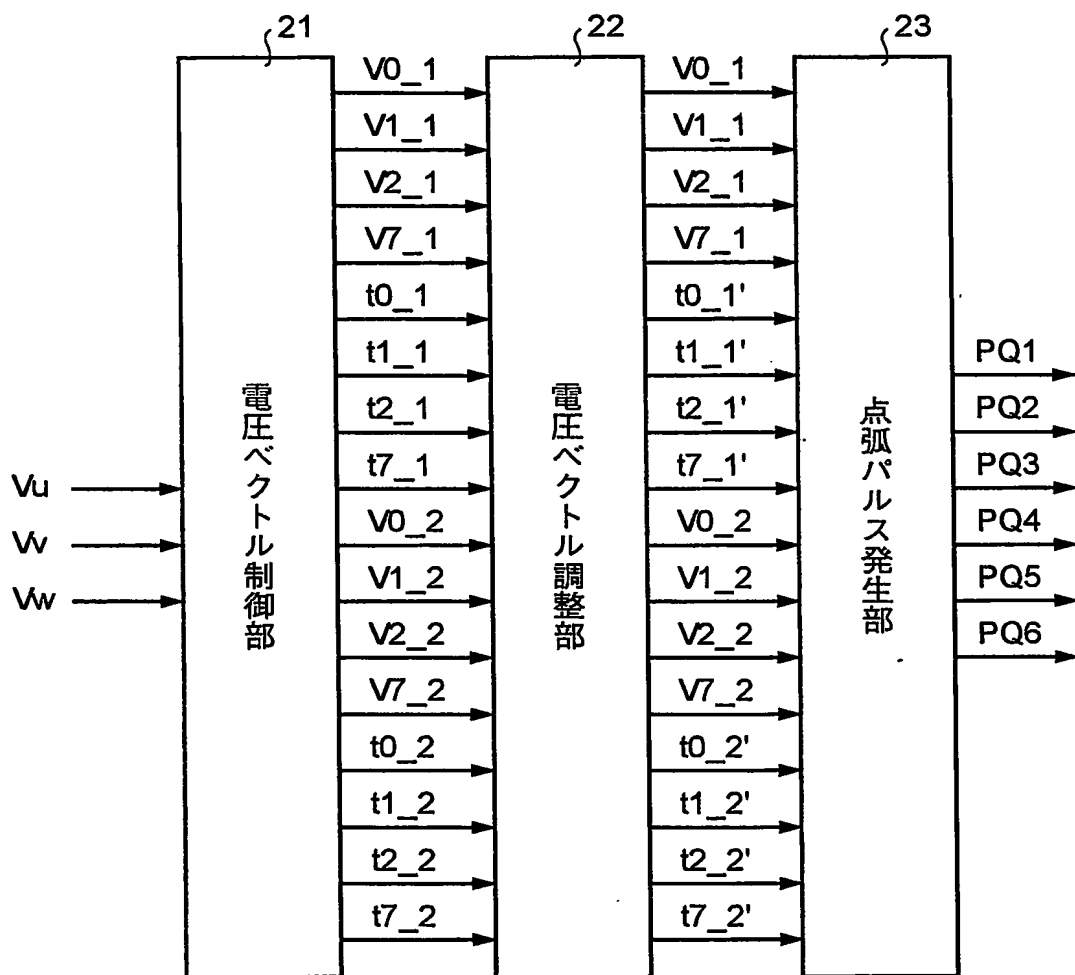 21
22
23
V0_1
V1_1
V2_1
V7_1
t0_1
t1_1
t2_1
t7_1
V0_2
V1_2
V2_2
V7_2
t0_2
t1_2
t2_2
t7_2
V0_1
V1_1
V2_1
V7_1
t0_1'
t1_1'
t2_1'
t7_1'
V0_2
V1_2
V2_2
V7_2
t0_2'
t1_2'
t2_2'
t7_2'
Vu
Vv
Vw
電圧ベクトル制御部
電圧ベクトル調整部
点弧パルス発生部
PQ1
PQ2
PQ3
PQ4
PQ5
PQ6